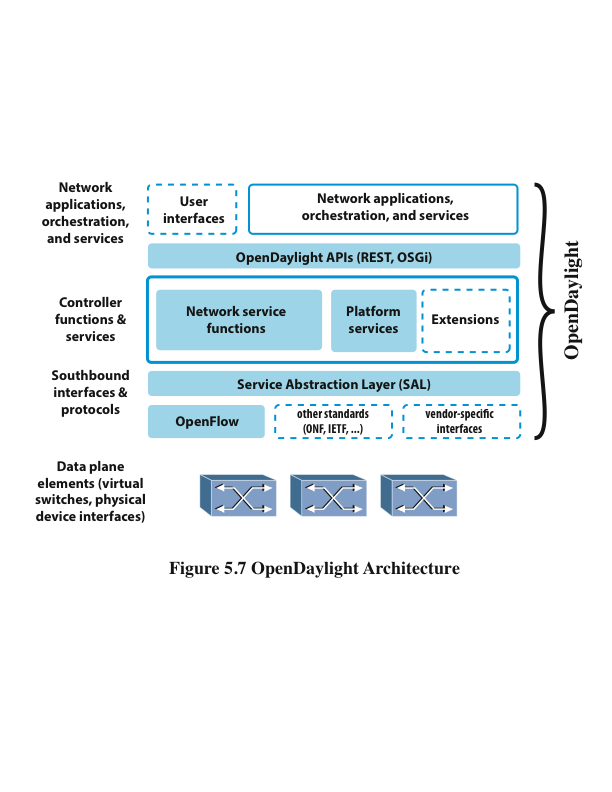 Network
applications,
orchestration,
and services
User
interfaces
Network applications,
orchestration, and services
OpenDaylight APIs (REST, OSGi)
Controller
functions &
services
Network service
functions
Platform
services
Extensions
Southbound
interfaces &
protocols
Service Abstraction Layer (SAL)
OpenFlow
other standards
(ONF, IETF, ...)
vendor-specific
interfaces
OpenDaylight
Data plane
elements (virtual
switches, physical
device interfaces)
Figure 5.7 OpenDaylight Architecture